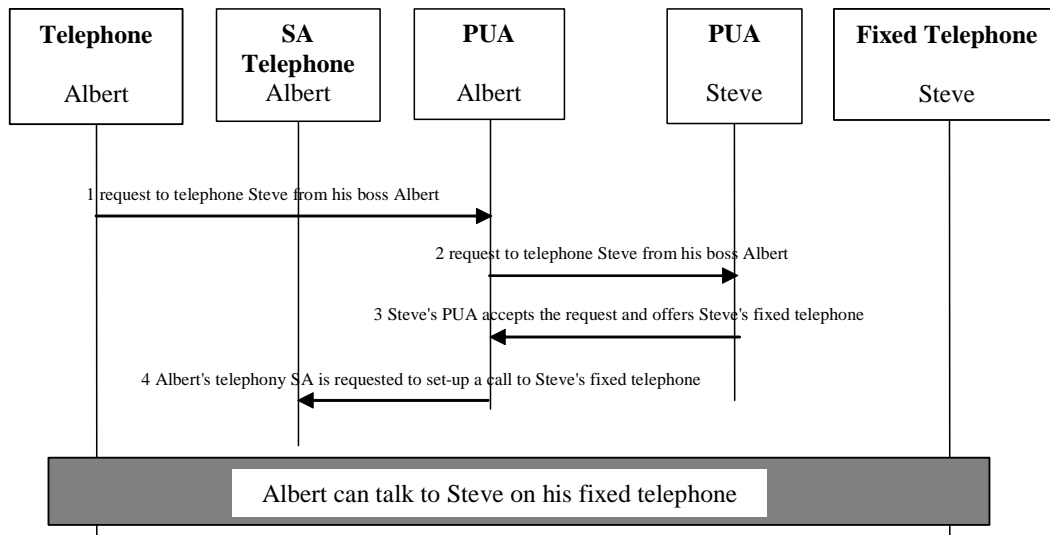 Telephone
Albert
SA
Telephone
Albert
PUA
Albert
PUA
Steve
Fixed Telephone
Steve
1 request to telephone Steve from his boss Albert
2 request to telephone Steve from his boss Albert
3 Steve's PUA accepts the request and offers Steve's fixed telephone
4 Albert's telephony SA is requested to set-up a call to Steve's fixed telephone
Albert can talk to Steve on his fixed telephone